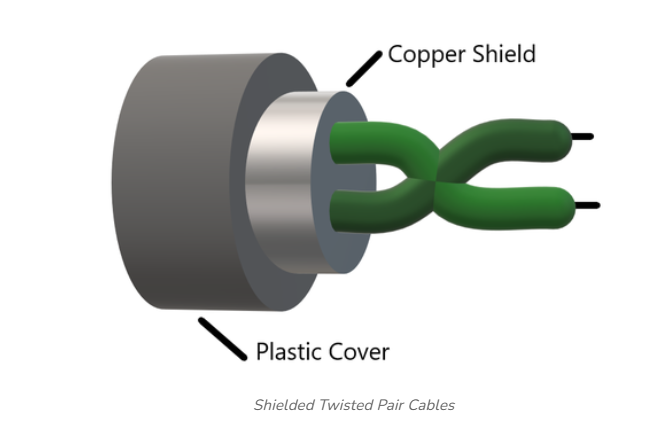 Copper Shield
Plastic Cover
Shielded Twisted Pair Cables